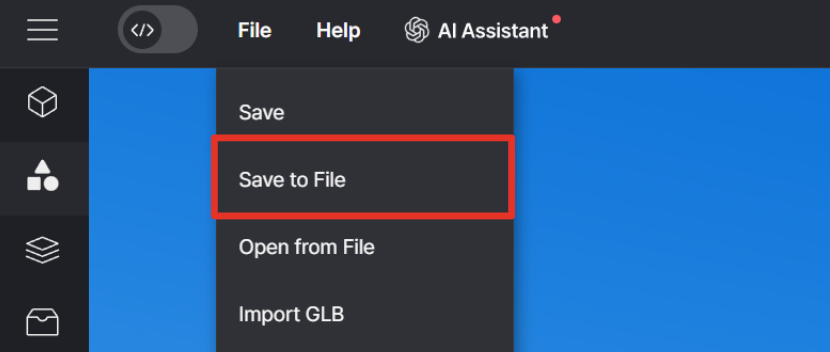 </> File Help AI Assistant
Save
Save to File
Open from File
Import GLB